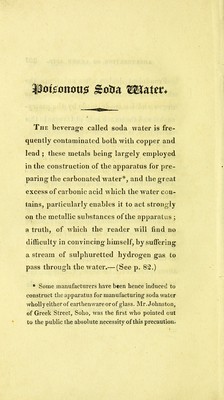 Poisonous Soda Water.
The beverage called soda water is fre-
quently contaminated both with copper and
lead; these metals being largely employed
in the construction of the apparatus for pre-
paring the carbonated water*, and the great
excess of carbonic acid which the water con-
tains, particularly enables it to act strongly
on the metallic substances of the apparatus;
a truth, of which the reader will find no
difficulty in convincing himself, by suffering
a stream of sulphuretted hydrogen gas to
pass through the water.—(See p. 82.)
* Some manufacturers have been hence induced to
construct the apparatus for manufacturing soda water
wholly either of earthenware or of glass. Mr. Johnston,
of Greek Street, Soho, was the first who pointed out
to the public the absolute necessity of this precaution.